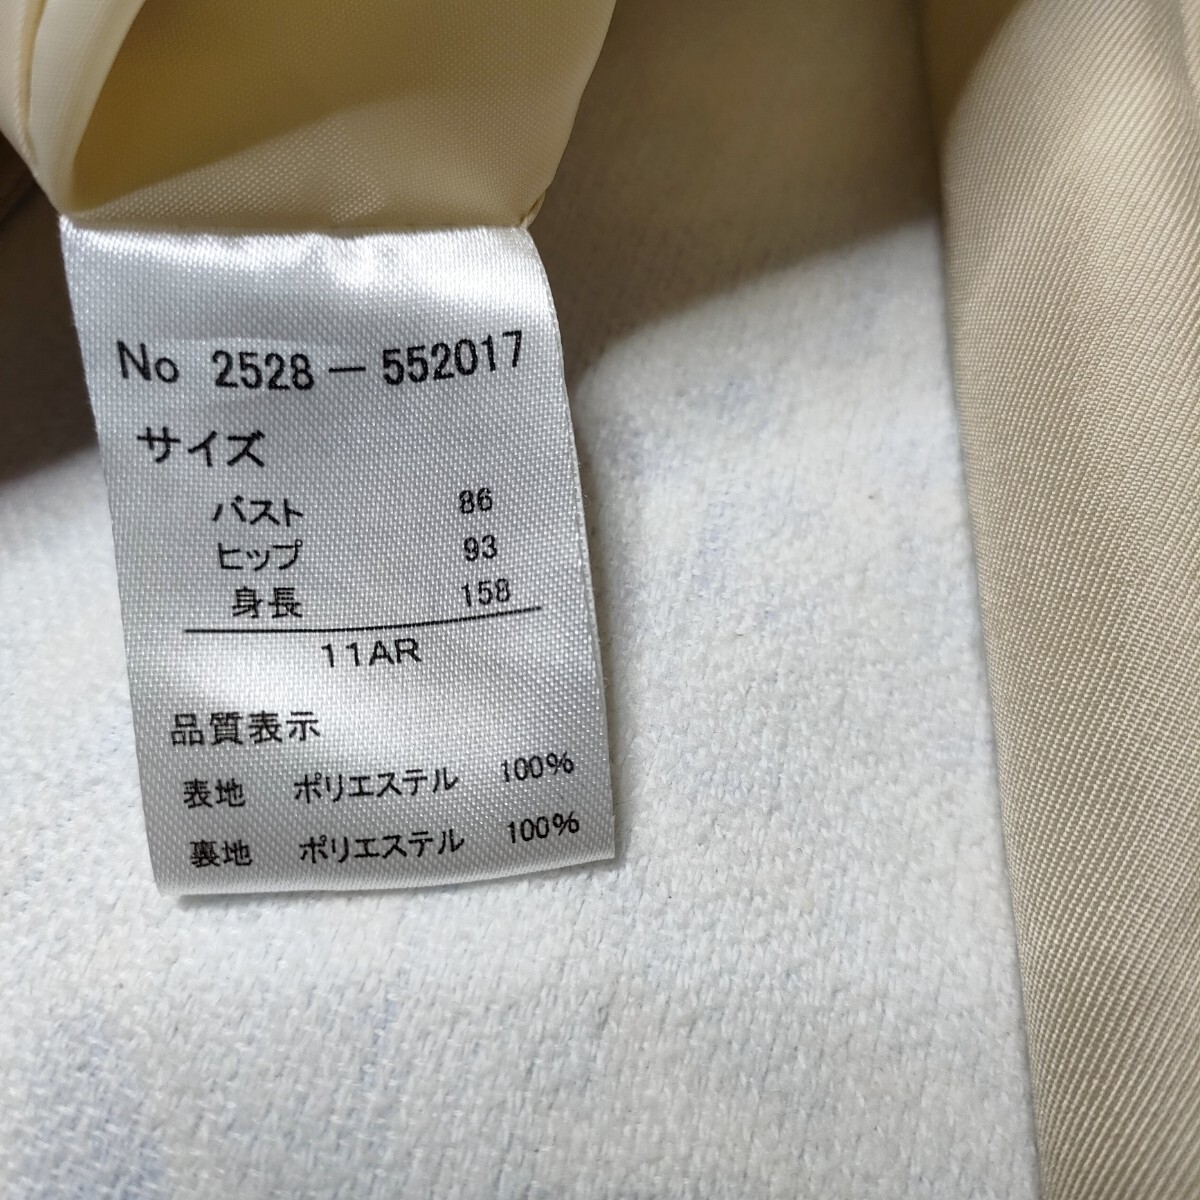 No 2528-552017
サイズ
バスト 86
ヒップ 93
身長 158
11AR
品質表示
表地 ポリエステル 100%
裏地 ポリエステル 100%